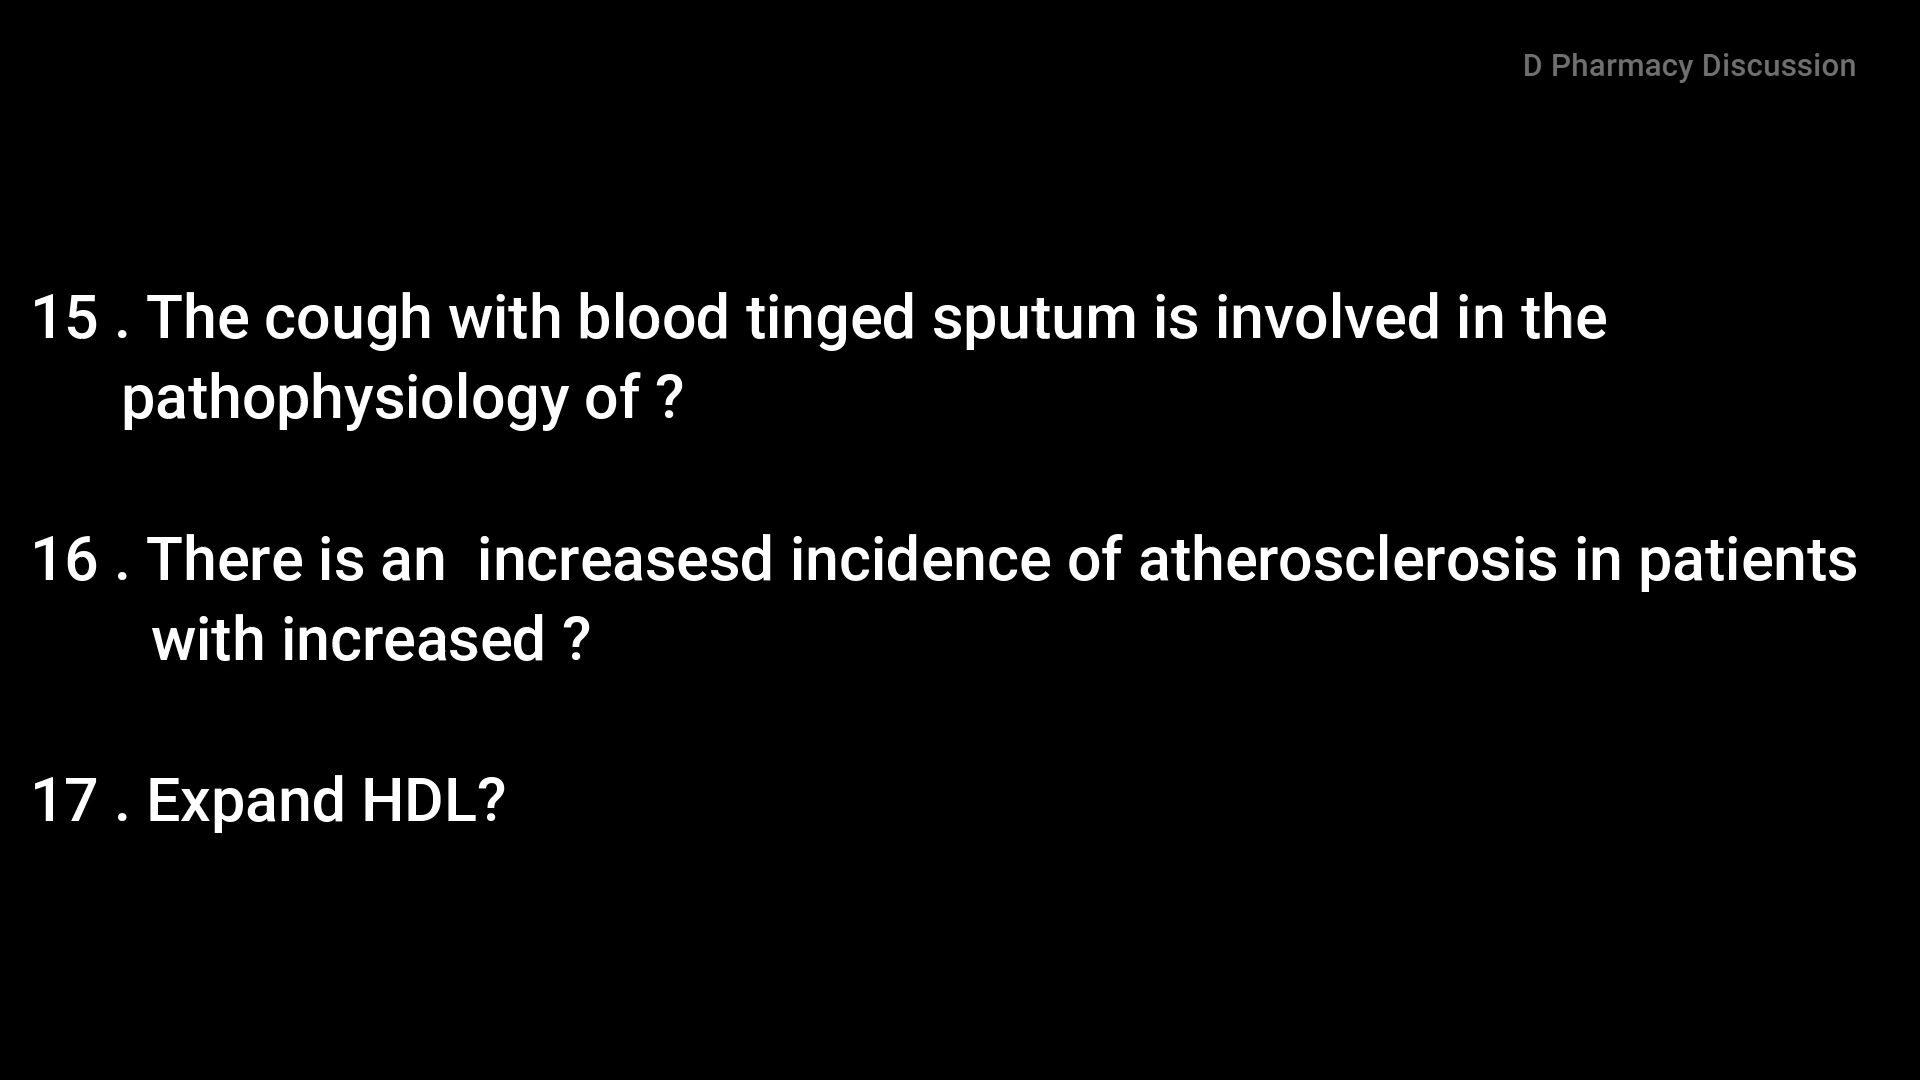 D Pharmacy Discussion
15 . The cough with blood tinged sputum is involved in the
pathophysiology of ?
16 . There is an  increasesd incidence of atherosclerosis in patients
with increased ?
17 . Expand HDL?